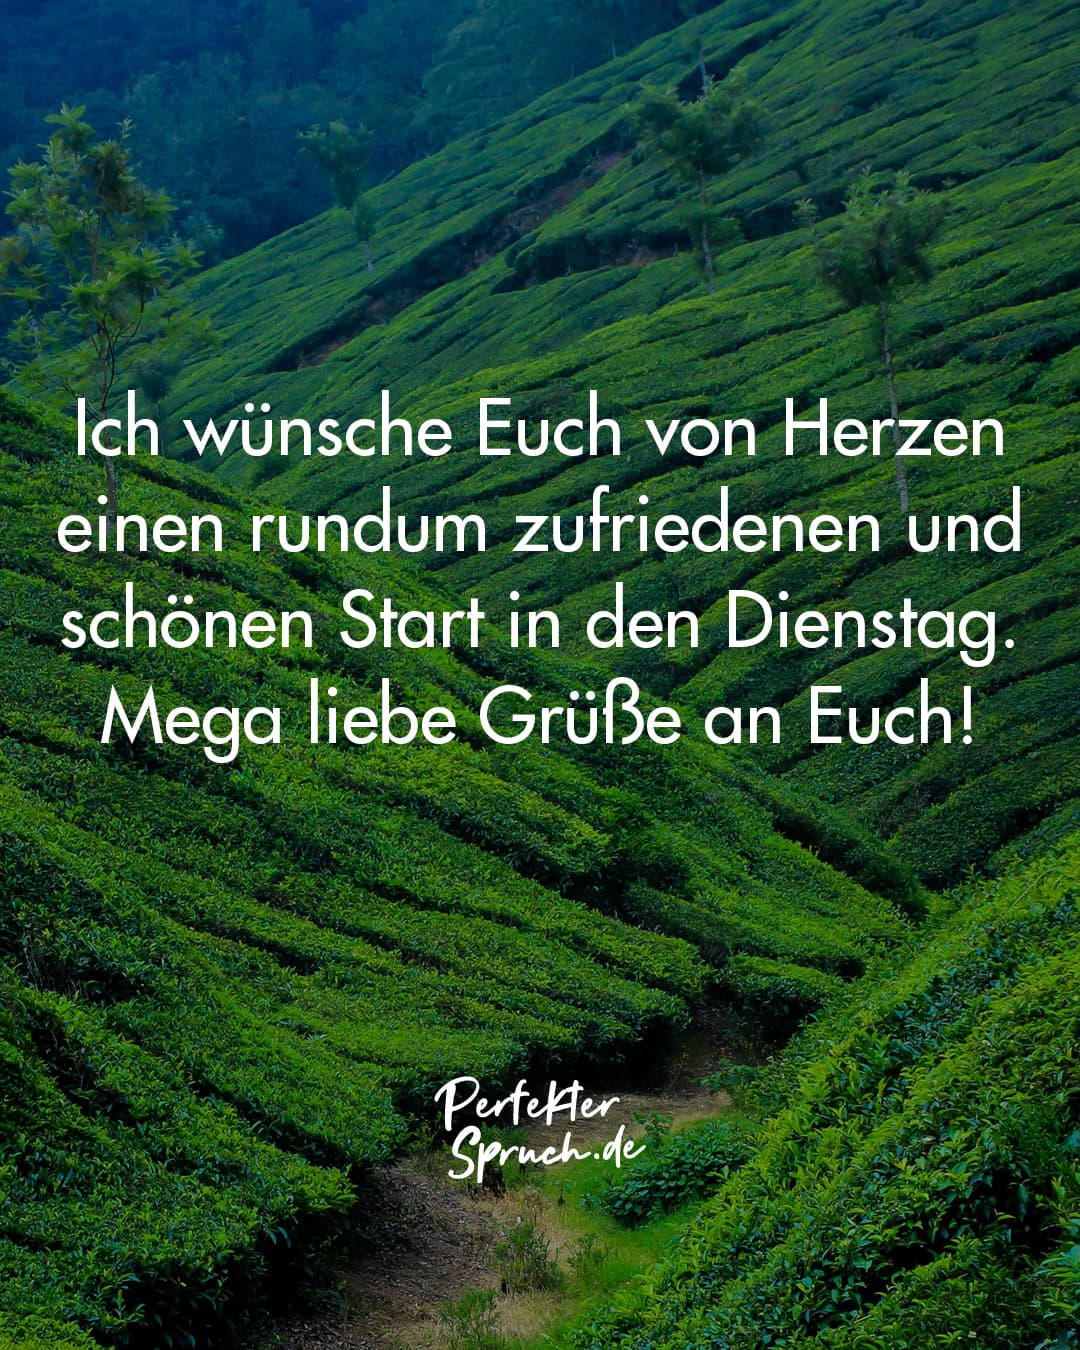 Ich wünsche Euch von Herzen
einen rundum zufriedenen und
schönen Start in den Dienstag.
Mega liebe Grüße an Euch!
Perfekter
Spruch.de